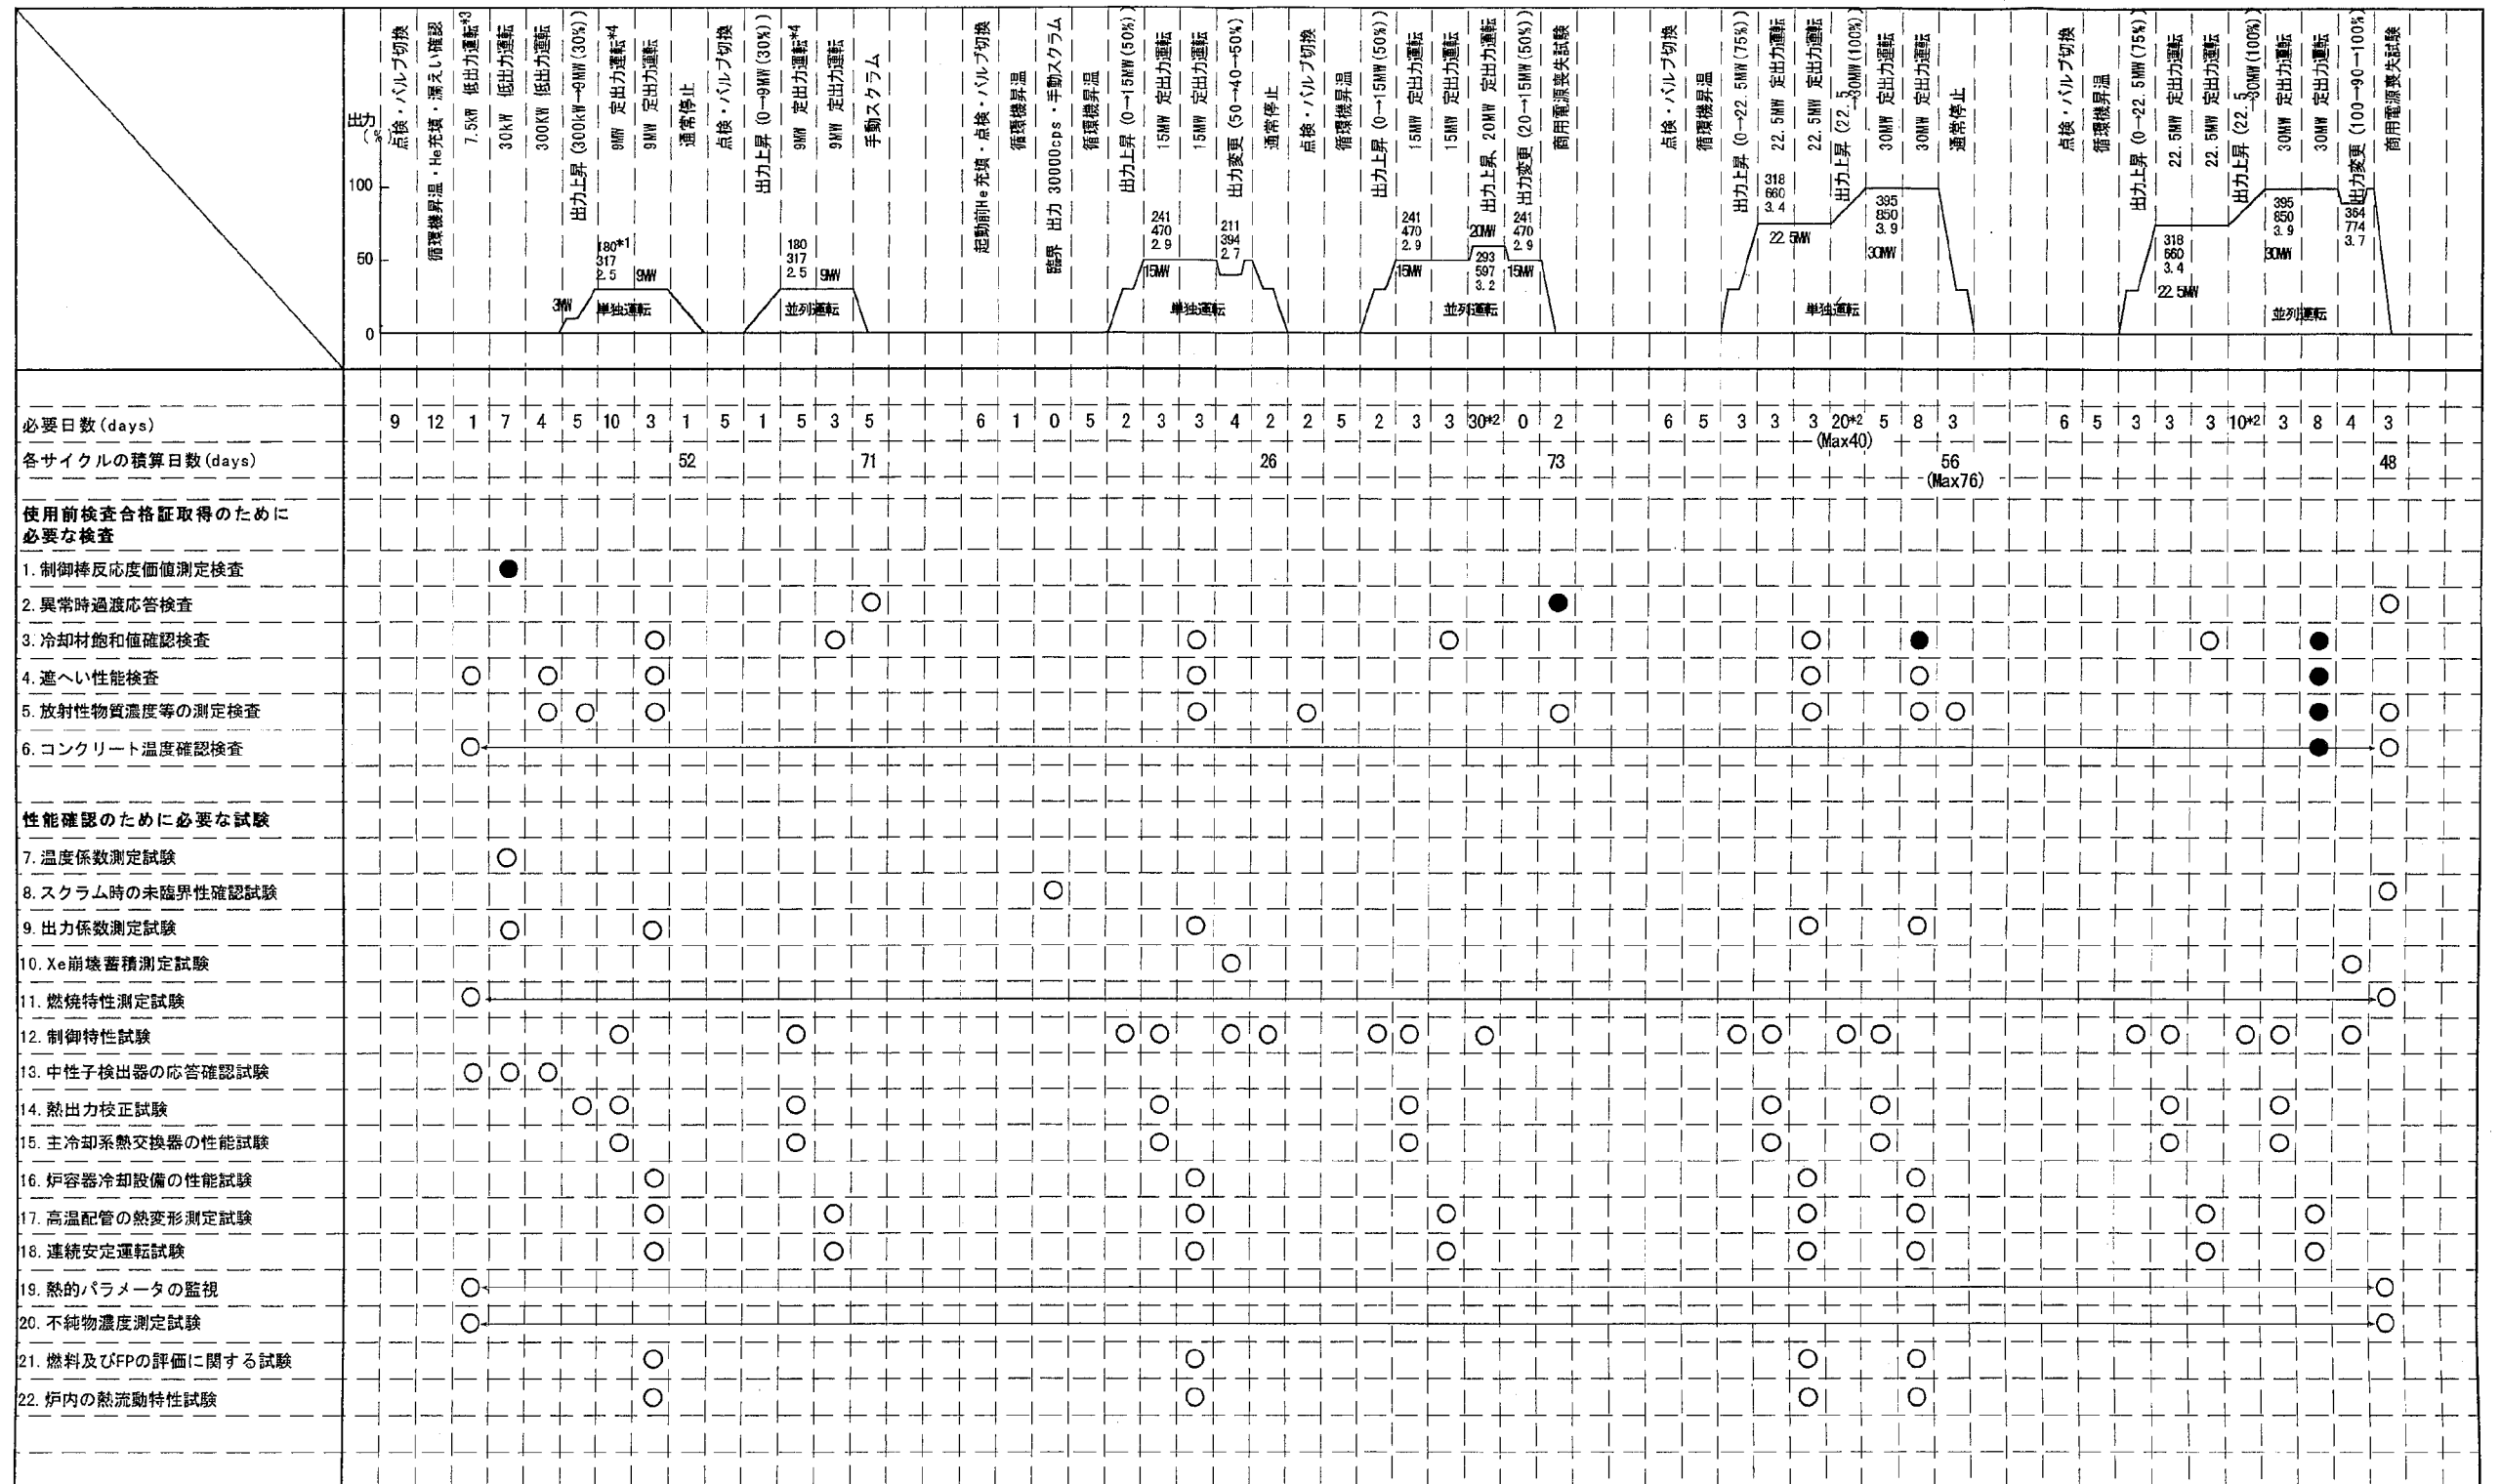 出力
(%)
点検・バルブ切換
循環機昇温・He充填・漏えい確認
7.5kW 低出力運転*3
30kW 低出力運転
300kW 低出力運転
出力上昇(300kW→9MW(30%))
9MW 定出力運転*4
9MW 定出力運転
通常停止
点検・バルブ切換
出力上昇(0→9MW(30%))
9MW 定出力運転*4
9MW 定出力運転
手動スクラム
起動前He充填・点検・バルブ切換
循環機昇温
臨界 出力 30000cps・手動スクラム
循環機昇温
出力上昇(0→15MW(50%))
15MW 定出力運転
15MW 定出力運転
出力変更(50→40→50%)
通常停止
点検・バルブ切換
循環機昇温
出力上昇(0→15MW(50%))
15MW 定出力運転
15MW 定出力運転
出力上昇、20MW 定出力運転
出力変更(20→15MW(50%))
商用電源喪失試験
点検・バルブ切換
循環機昇温
出力上昇(0→22.5MW(75%))
22.5MW 定出力運転
22.5MW 定出力運転
出力上昇(22.5→30MW(100%))
30MW 定出力運転
30MW 定出力運転
通常停止
点検・バルブ切換
循環機昇温
出力上昇(0→22.5MW(75%))
22.5MW 定出力運転
22.5MW 定出力運転
出力上昇(22.5→30MW(100%))
30MW 定出力運転
30MW 定出力運転
出力変更(100→90→100%)
商用電源喪失試験
100
50
0
3MW
180*1
317
2.5
9MW
単独運転
180
317
2.5
9MW
並列運転
241
470
2.9
15MW
211
394
2.7
単独運転
241
470
2.9
15MW
20MW
293
597
3.2
241
470
2.9
15MW
並列運転
318
660
3.4
22.5MW
395
850
3.9
30MW
単独運転
318
660
3.4
22.5MW
395
850
3.9
30MW
364
774
3.7
並列運転
必要日数(days) 9 12 1 7 4 5 10 3 1 5 1 5 3 5 6 1 0 5 2 3 3 4 2 2 5 2 3 3 30*2 0 2 6 5 3 3 3 20*2 5 8 3 6 5 3 3 3 10*2 3 8 4 3
(Max40)
各サイクルの積算日数(days) 52 71 26 73 56 48
(Max76)
使用前検査合格証取得のために
必要な検査
1.制御棒反応度価値測定検査
2.異常時過渡応答検査
3.冷却材飽和値確認検査
4.遮へい性能検査
5.放射性物質濃度等の測定検査
6.コンクリート温度確認検査
性能確認のために必要な試験
7.温度係数測定試験
8.スクラム時の未臨界性確認試験
9.出力係数測定試験
10.Xe崩壊蓄積測定試験
11.燃焼特性測定試験
12.制御特性試験
13.中性子検出器の応答確認試験
14.熱出力校正試験
15.主冷却系熱交換器の性能試験
16.炉容器冷却設備の性能試験
17.高温配管の熱変形測定試験
18.連続安定運転試験
19.熱的パラメータの監視
20.不純物濃度測定試験
21.燃料及びFPの評価に関する試験
22.炉内の熱流動特性試験